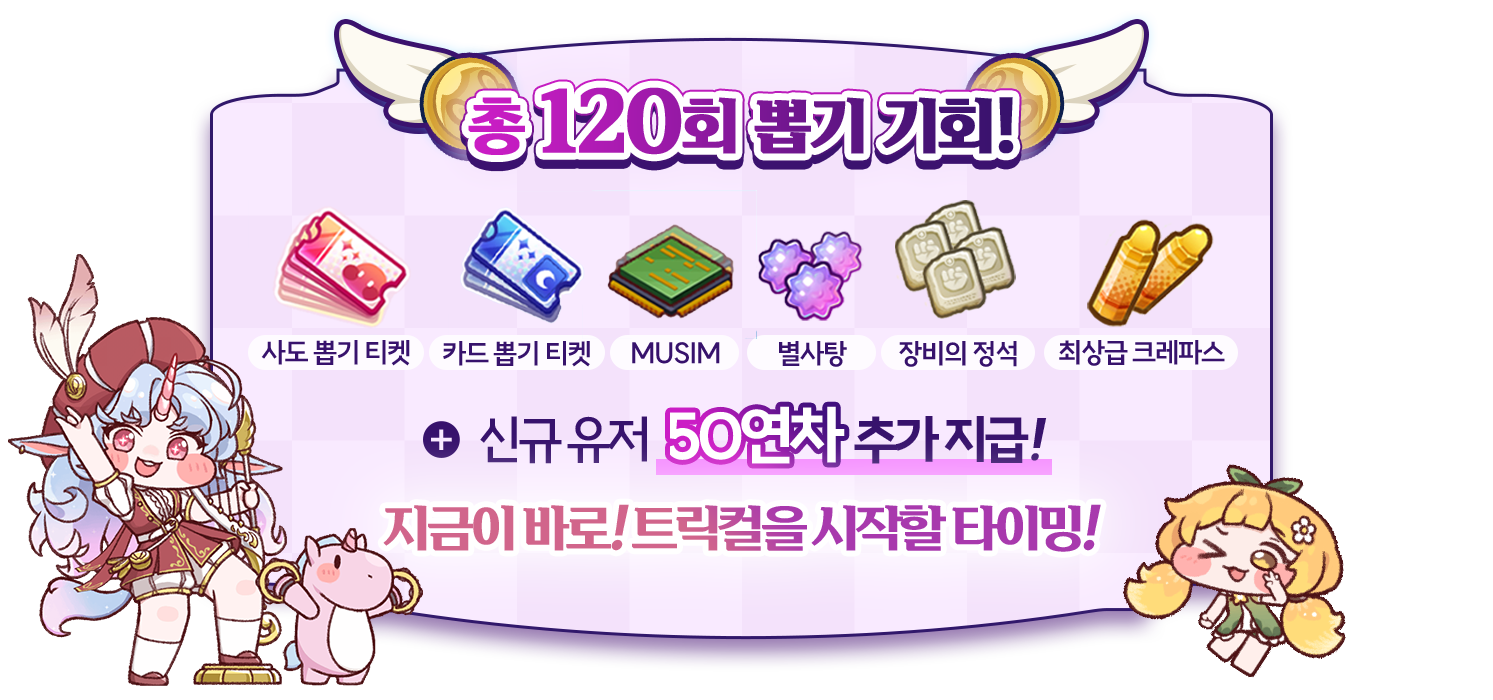 총 120회 뽑기 기회!
사도 뽑기 티켓 카드 뽑기 티켓 MUSIM 별사탕 장비의 정석 최상급 크레파스
+ 신규 유저 50연차 추가 지급!
지금이 바로! 트릭컬을 시작할 타이밍!